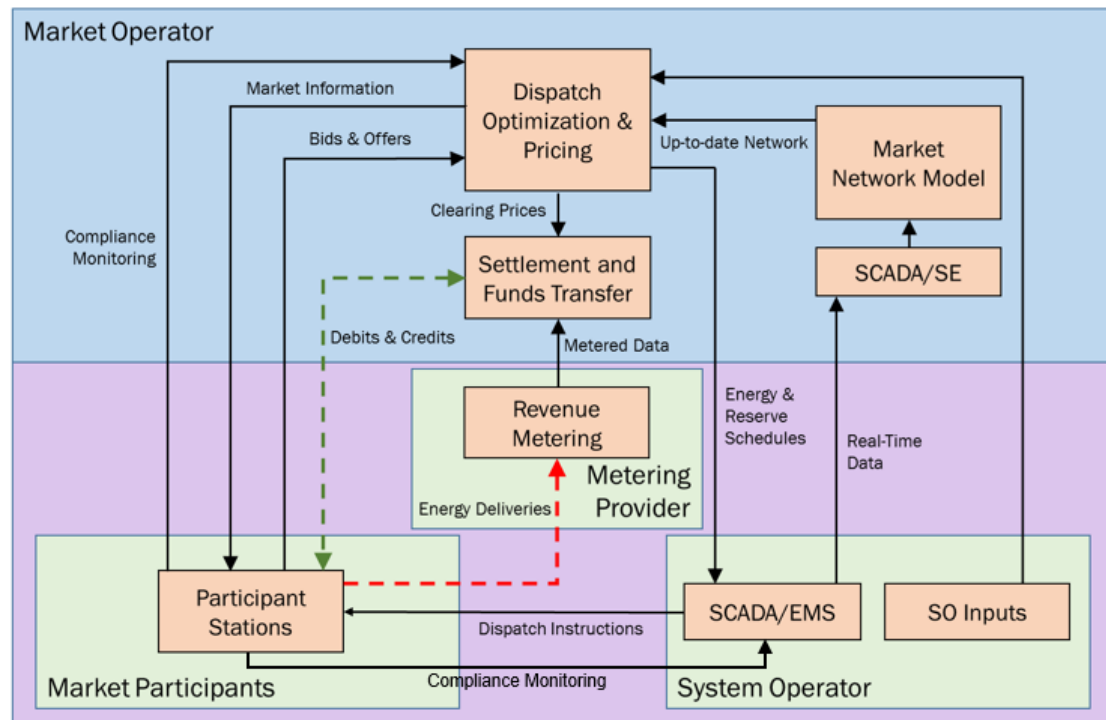 Market Operator
Market Information
Bids & Offers
Compliance
Monitoring
Dispatch
Optimization &
Pricing
Up-to-date Network
Market
Network Model
Clearing Prices
Settlement and
Funds Transfer
SCADA/SE
Debits & Credits
Metered Data
Revenue
Metering
Energy &
Reserve
Schedules
Real-Time
Data
Metering
Provider
Energy Deliveries
Participant
Stations
Dispatch Instructions
SCADA/EMS
SO Inputs
Compliance Monitoring
Market Participants
System Operator